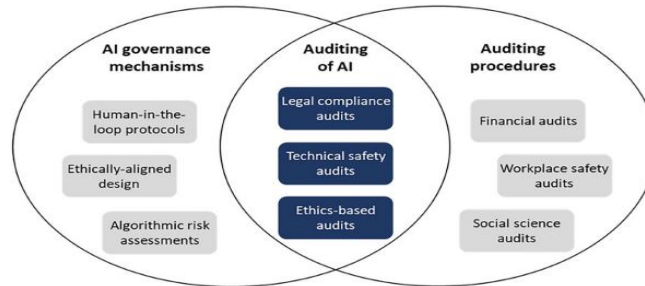 AI governance
mechanisms
Human-in-the-
loop protocols
Ethically-aligned
design
Algorithmic risk
assessments
Auditing
of AI
Legal compliance
audits
Technical safety
audits
Ethics-based
audits
Auditing
procedures
Financial audits
Workplace safety
audits
Social science
audits